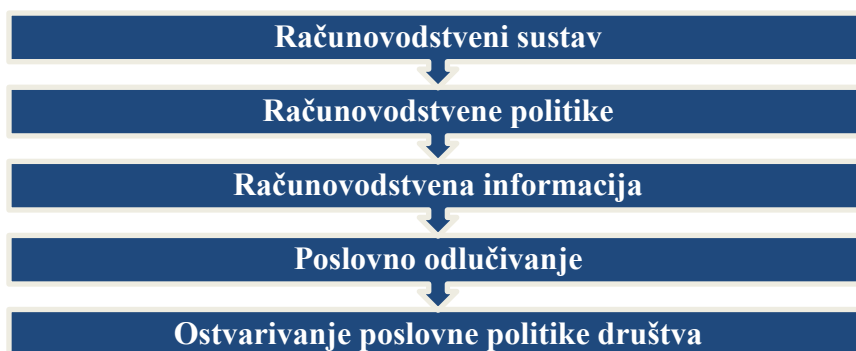 Računovodstveni sustav
Računovodstvene politike
Računovodstvena informacija
Poslovno odlučivanje
Ostvarivanje poslovne politike društva